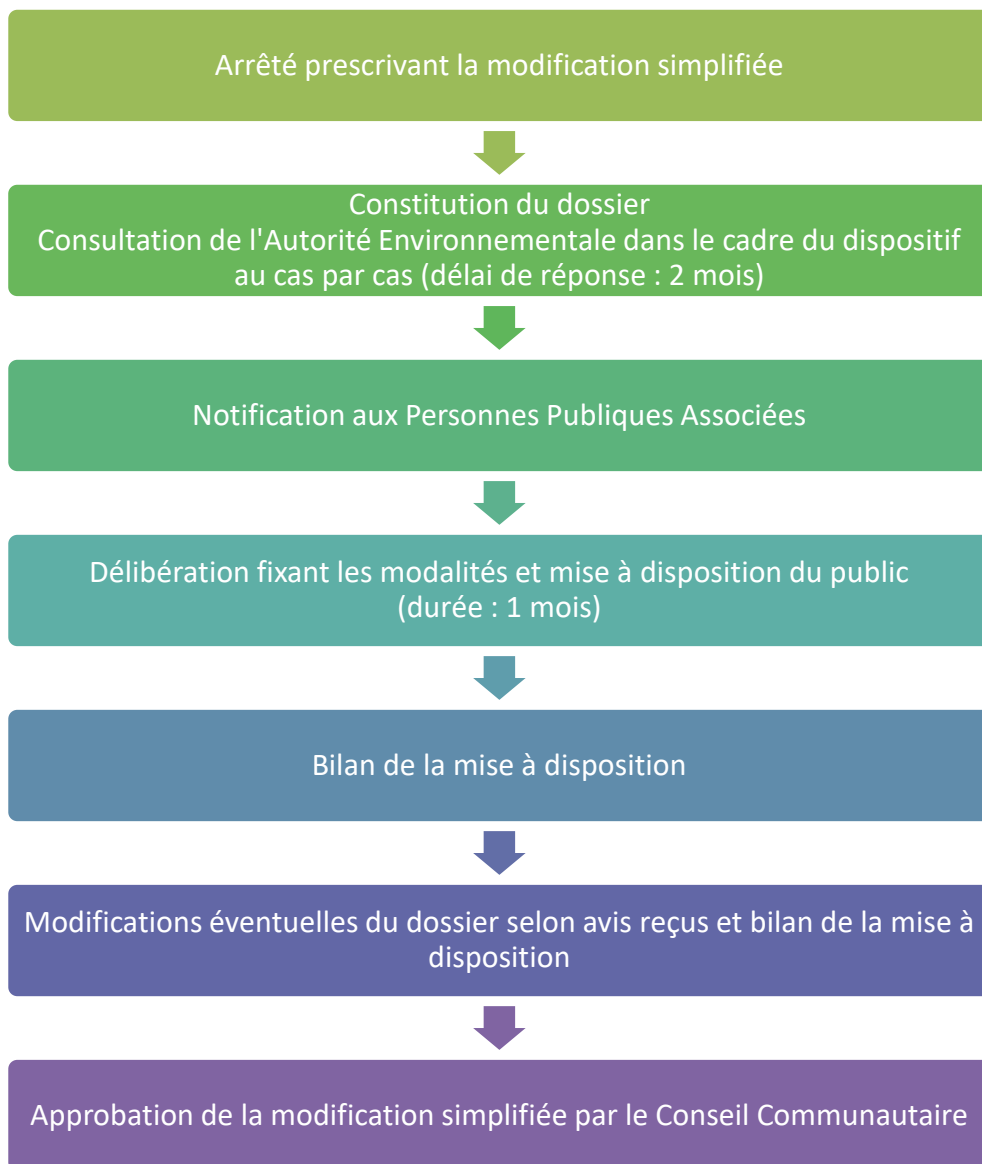 Arrêté prescrivant la modification simplifiée
Constitution du dossier
Consultation de l'Autorité Environnementale dans le cadre du dispositif
au cas par cas (délai de réponse : 2 mois)
Notification aux Personnes Publiques Associées
Délibération fixant les modalités et mise à disposition du public
(durée : 1 mois)
Bilan de la mise à disposition
Modifications éventuelles du dossier selon avis reçus et bilan de la mise à
disposition
Approbation de la modification simplifiée par le Conseil Communautaire